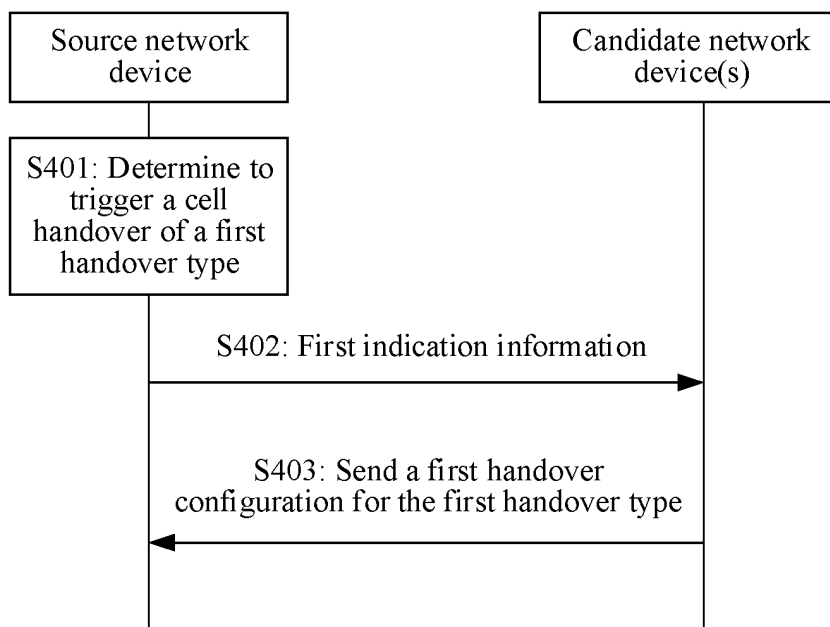 Source network
device
Candidate network
device(s)
S401: Determine to
trigger a cell
handover of a first
handover type
S402: First indication information
S403: Send a first handover
configuration for the first handover type